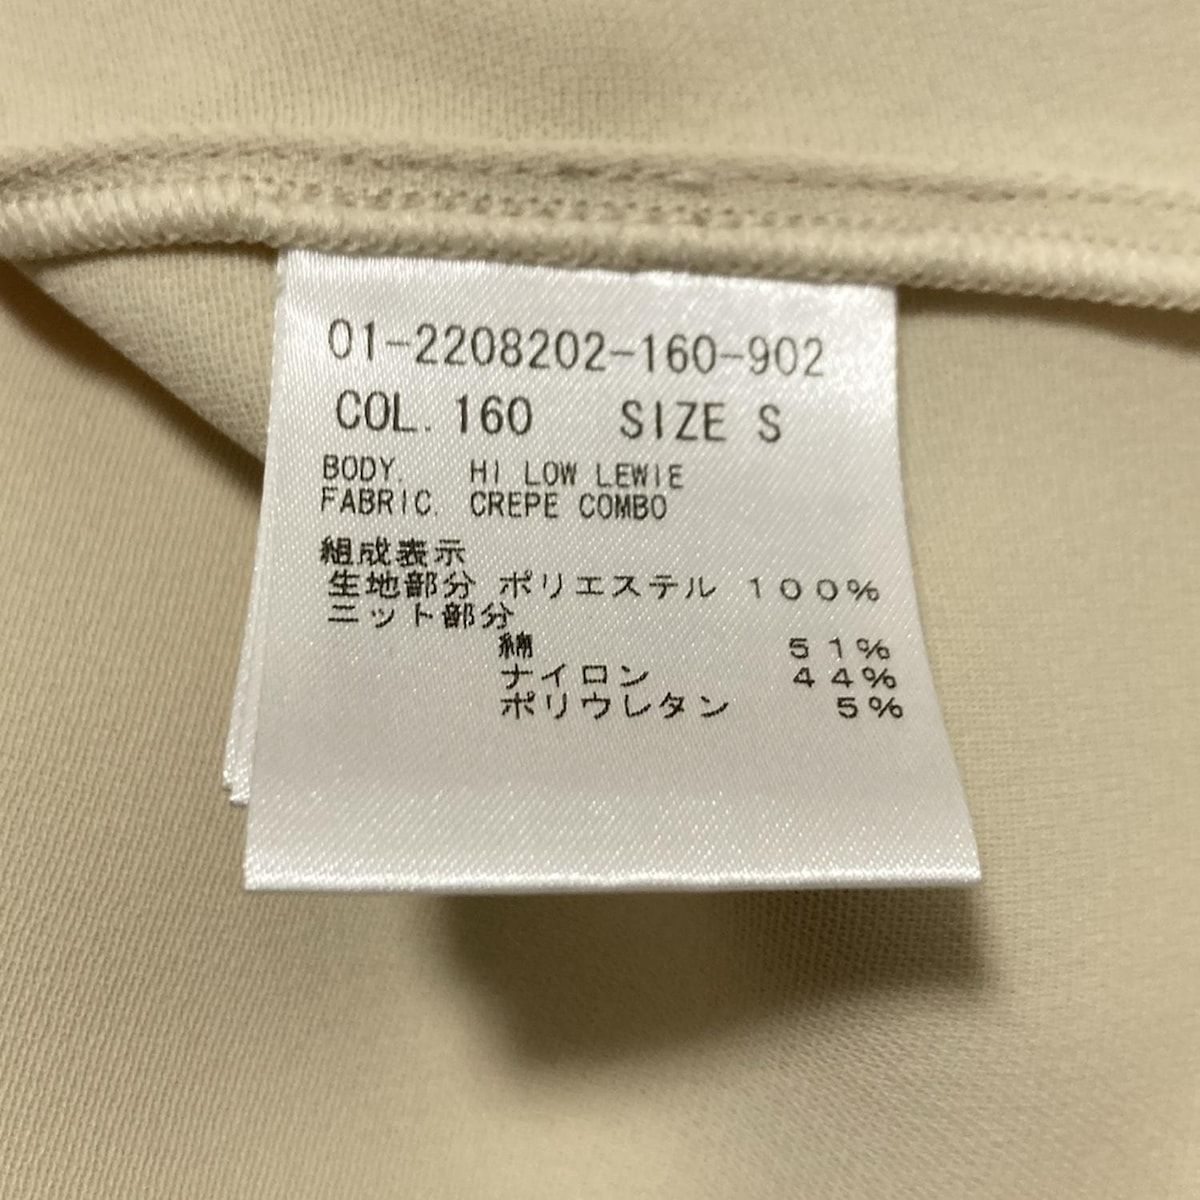 01-2208202-160-902
COL. 160 SIZE S
BODY. HI LOW LEWIE
FABRIC. CREPE COMBO
組成表示
生地部分 ポリエステル 100%
ニット部分
綿 51%
ナイロン 44%
ポリウレタン 5%